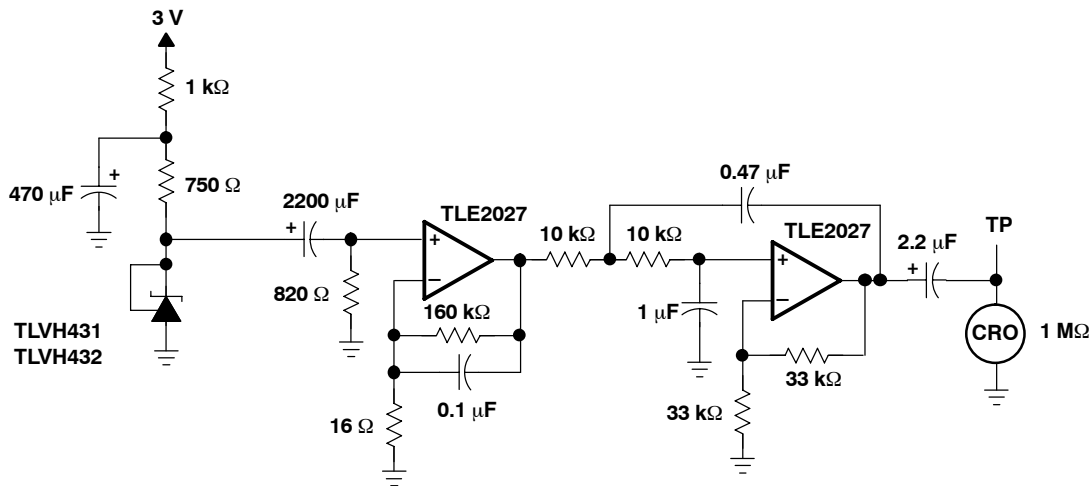 3 V
1 kΩ
470 μF
+
750 Ω
2200 μF
+
820 Ω
TLVH431
TLVH432
TLE2027
+
−
160 kΩ
0.1 μF
16 Ω
10 kΩ
10 kΩ
0.47 μF
1 μF
TLE2027
+
−
33 kΩ
33 kΩ
2.2 μF
+
TP
CRO
1 MΩ